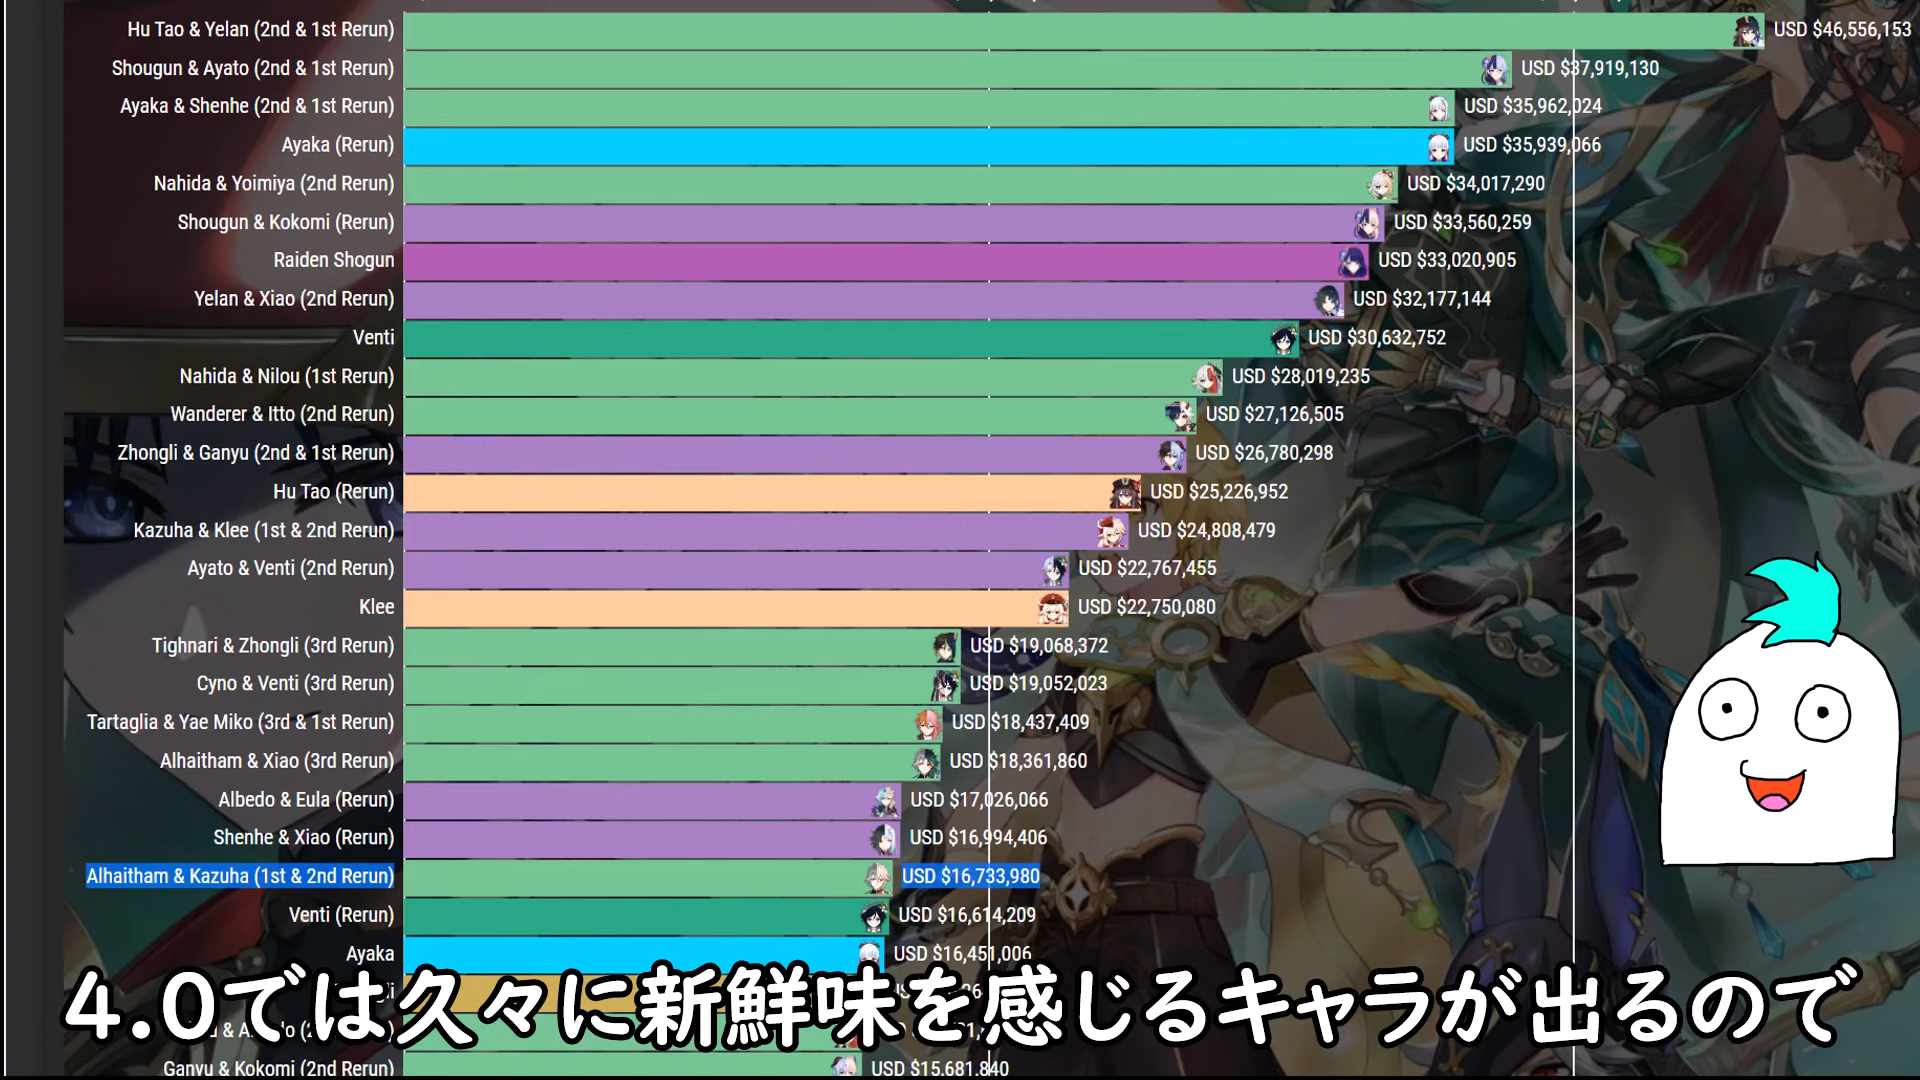 Hu Tao & Yelan (2nd & 1st Rerun) USD $46,556,153
Shougun & Ayato (2nd & 1st Rerun) USD $37,919,130
Ayaka & Shenhe (2nd & 1st Rerun) USD $35,962,024
Ayaka (Rerun) USD $35,939,066
Nahida & Yoimiya (2nd Rerun) USD $34,017,290
Shougun & Kokomi (Rerun) USD $33,560,259
Raiden Shogun USD $33,020,905
Yelan & Xiao (2nd Rerun) USD $32,177,144
Venti USD $30,632,752
Nahida & Nilou (1st Rerun) USD $28,019,235
Wanderer & Itto (2nd Rerun) USD $27,126,505
Zhongli & Ganyu (2nd & 1st Rerun) USD $26,780,298
Hu Tao (Rerun) USD $25,226,952
Kazuha & Klee (1st & 2nd Rerun) USD $24,808,479
Ayato & Venti (2nd Rerun) USD $22,767,455
Klee USD $22,750,080
Tighnari & Zhongli (3rd Rerun) USD $19,068,372
Cyno & Venti (3rd Rerun) USD $19,052,023
Tartaglia & Yae Miko (3rd & 1st Rerun) USD $18,437,409
Alhaitham & Xiao (3rd Rerun) USD $18,361,860
Albedo & Eula (Rerun) USD $17,026,066
Shenhe & Xiao (Rerun) USD $16,994,406
Alhaitham & Kazuha (1st & 2nd Rerun) USD $16,733,980
Venti (Rerun) USD $16,614,209
Ayaka USD $16,451,006
4.0では久々に新鮮味を感じるキャラが出るので
Ganyu & Kokomi (2nd Rerun) USD $15,681,840